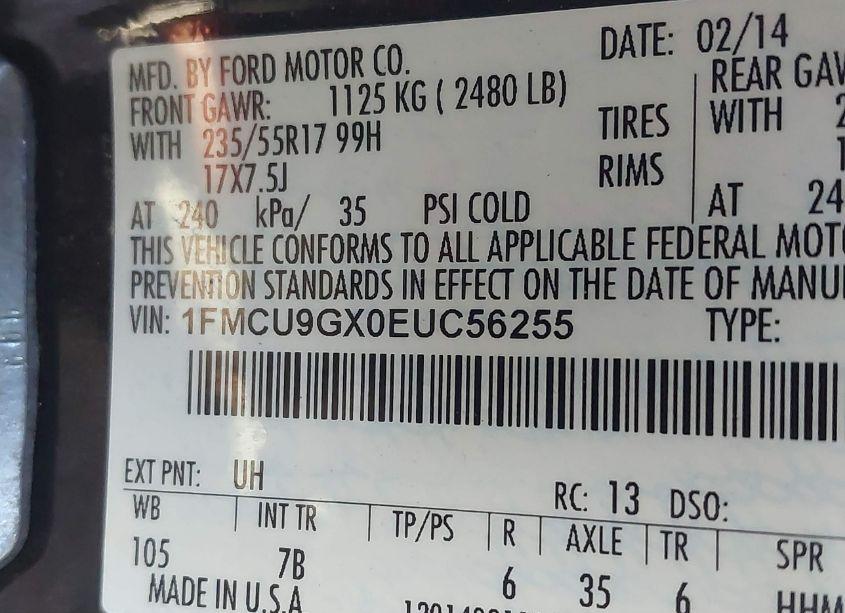 MFD. BY FORD MOTOR CO. DATE: 02/14
FRONT GAWR: 1125 KG ( 2480 LB) REAR
WITH 235/55R17 99H TIRES WITH
17X7.5J RIMS
AT 240 kPa/ 35 PSI COLD AT 24
THIS VEHICLE CONFORMS TO ALL APPLICABLE FEDERAL
PREVENTION STANDARDS IN EFFECT ON THE DATE OF
VIN: 1FMCU9GX0EUC56255 TYPE:
EXT PNT: UH RC: 13 DSO:
WB INT TR TP/PS R AXLE TR SPR
105 7B 6 35 6
MADE IN U.S.A